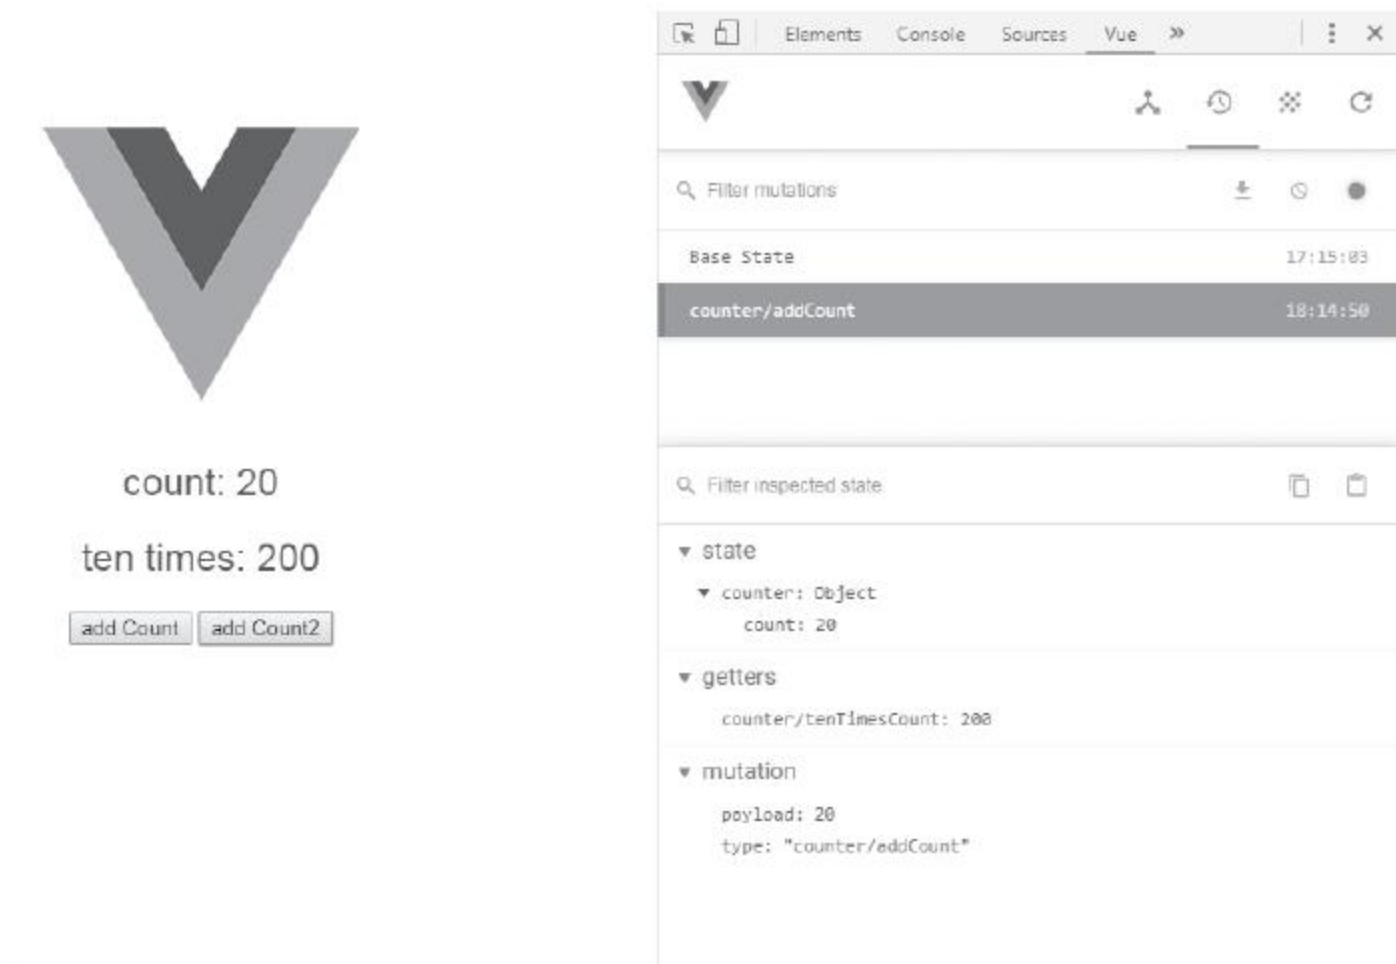 count: 20
ten times: 200
add Count add Count2
Elements Console Sources Vue »
Filter mutations
Base State 17:15:03
counter/addCount 18:14:50
Filter inspected state
state
counter: Object
count: 20
getters
counter/tenTimesCount: 200
mutation
payload: 20
type: "counter/addCount"